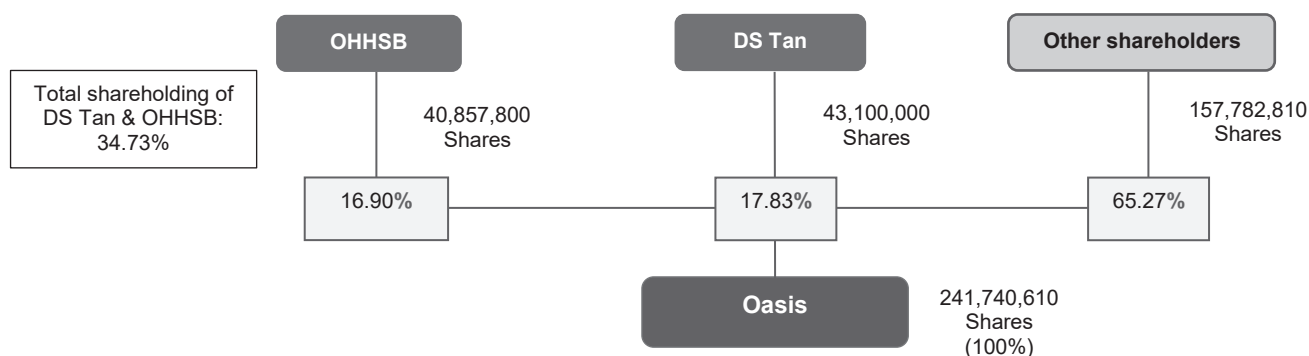 OHHSB
DS Tan
Other shareholders
Total shareholding of
DS Tan & OHHSB:
34.73%
40,857,800
Shares
43,100,000
Shares
157,782,810
Shares
16.90%
17.83%
65.27%
Oasis
241,740,610
Shares
(100%)